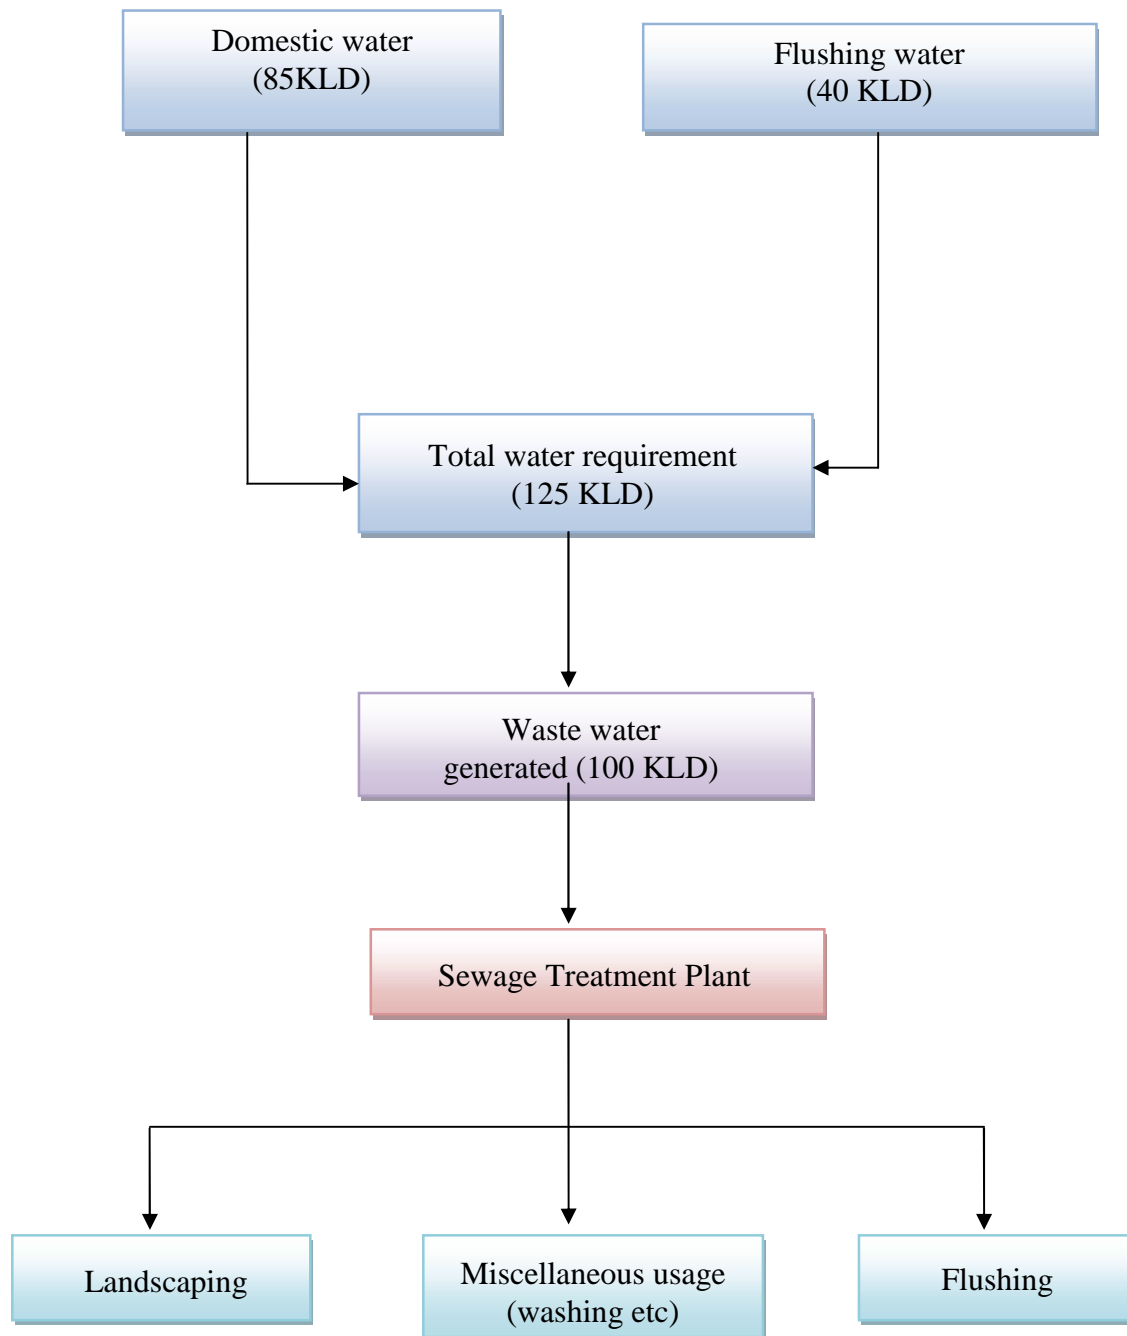 Domestic water
(85KLD)
Flushing water
(40 KLD)
Total water requirement
(125 KLD)
Waste water
generated (100 KLD)
Sewage Treatment Plant
Landscaping
Miscellaneous usage
(washing etc)
Flushing